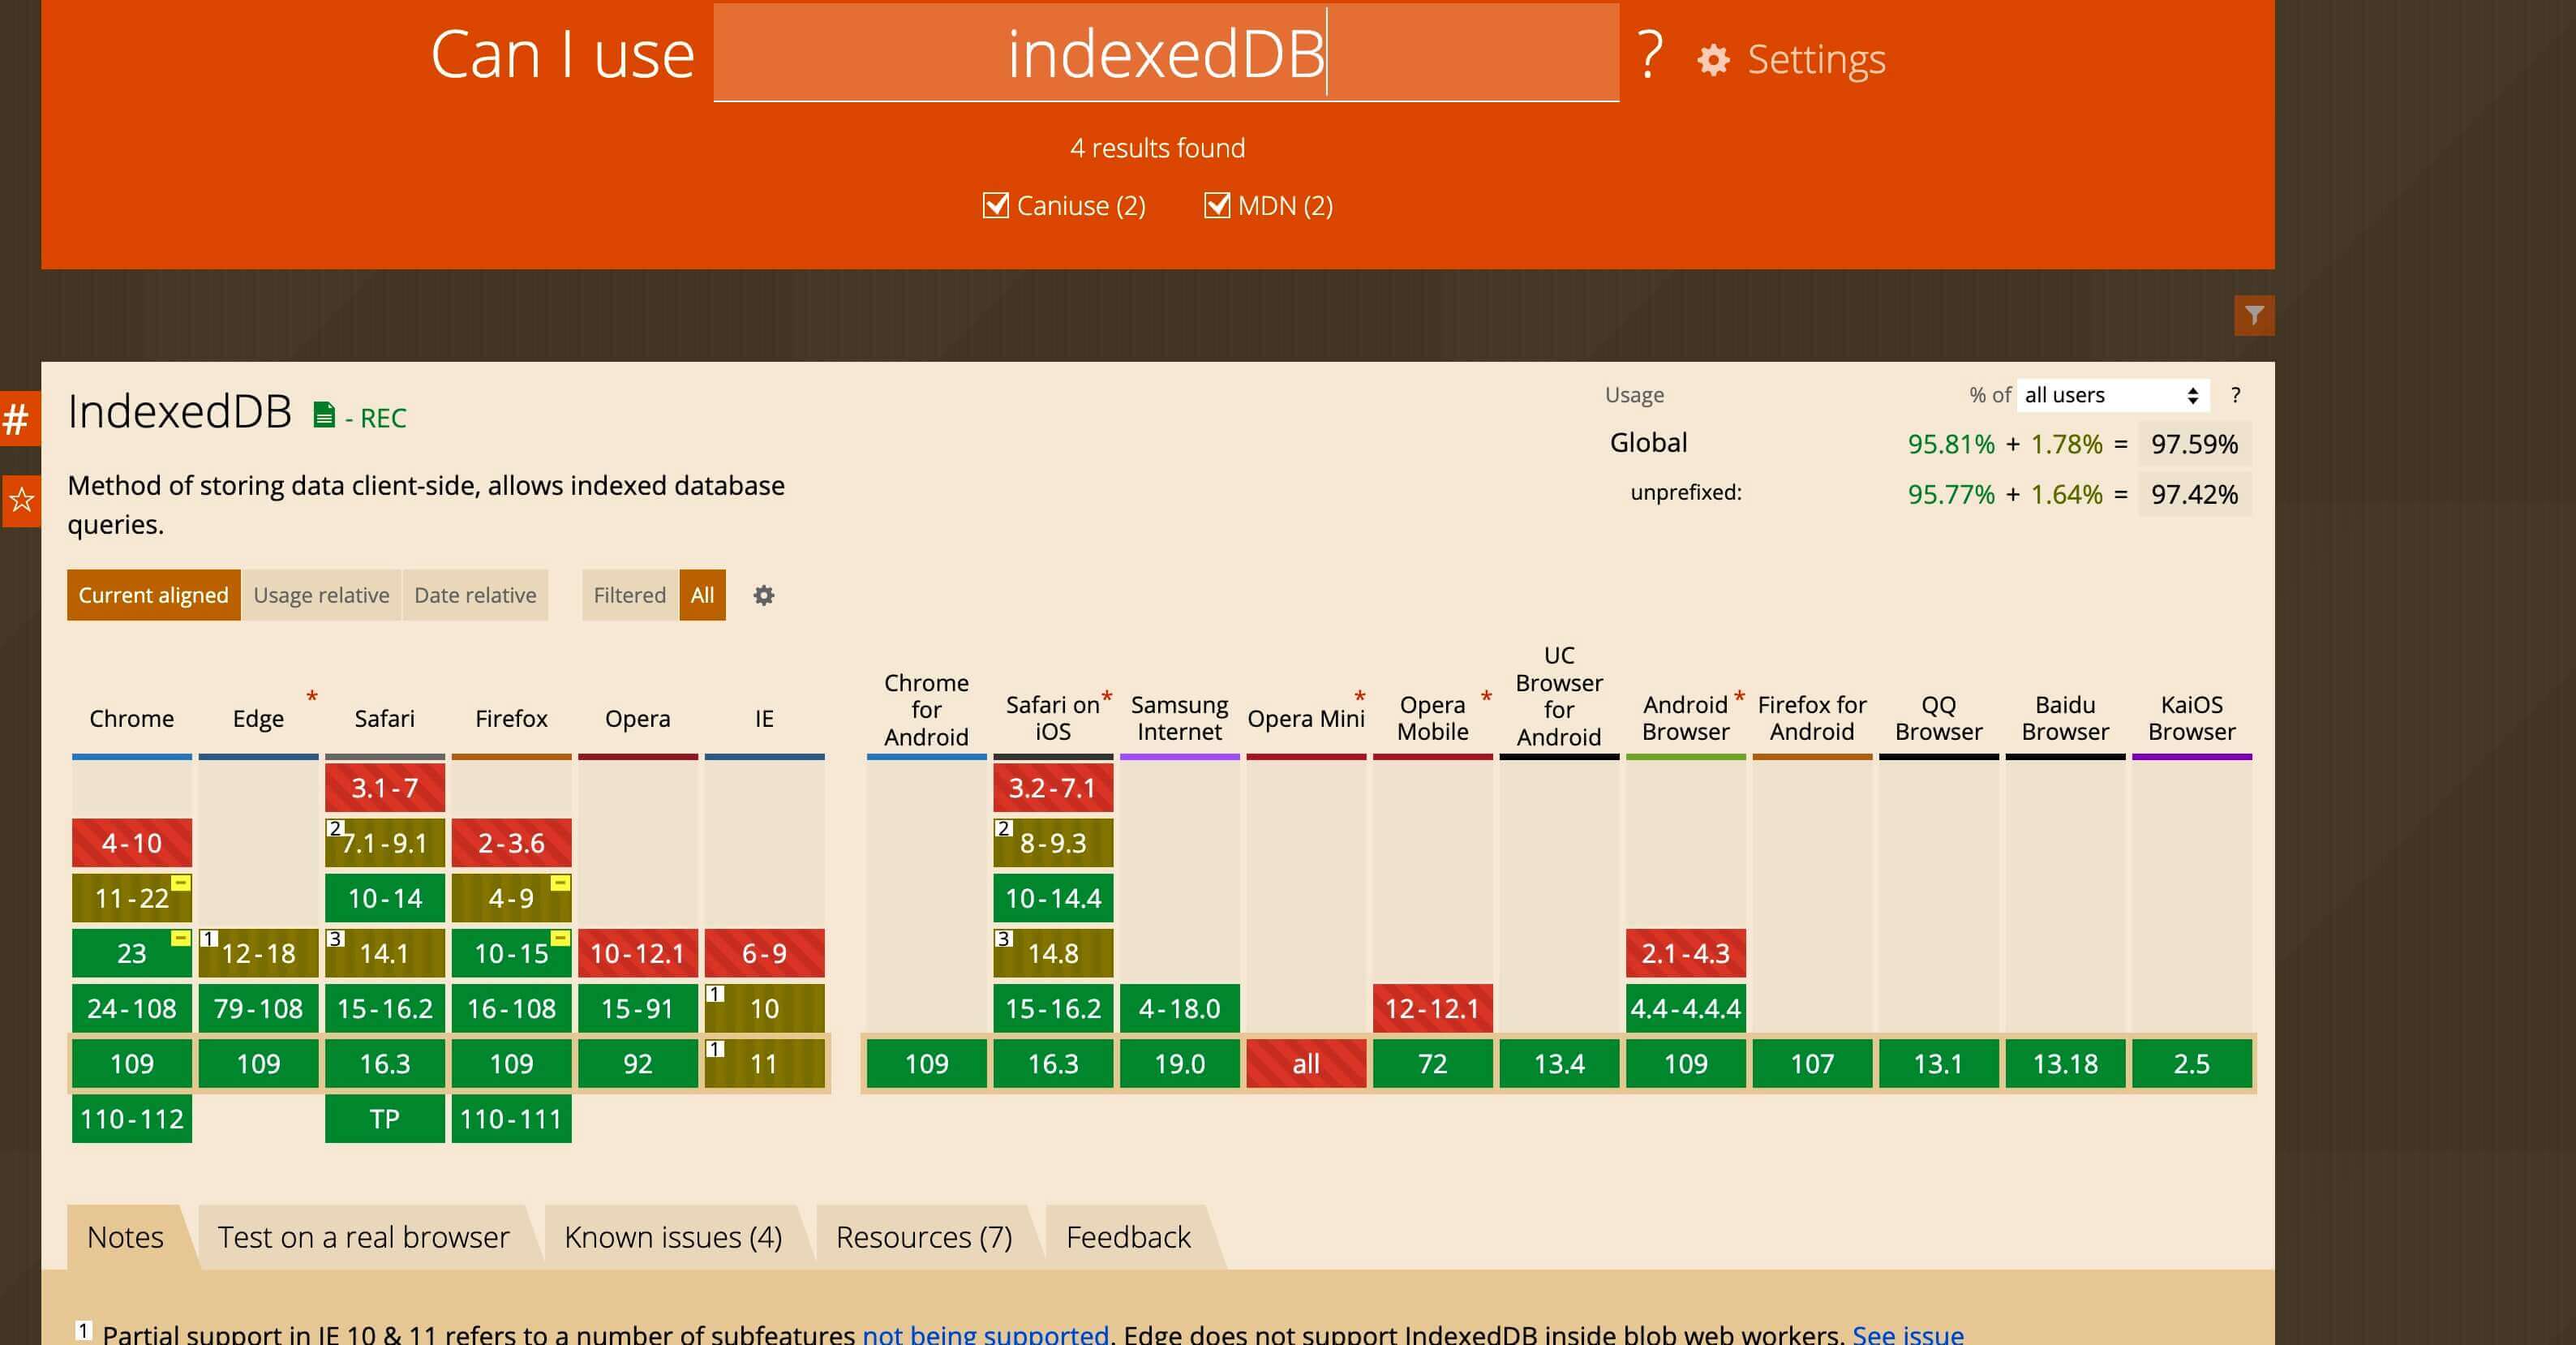 Can I use indexedDB ? Settings
4 results found
Caniuse (2) MDN (2)
#
IndexedDB - REC
Method of storing data client-side, allows indexed database
queries.
Usage % of all users ?
Global 95.81% + 1.78% = 97.59%
unprefixed: 95.77% + 1.64% = 97.42%
Current aligned Usage relative Date relative Filtered All
Chrome Edge * Safari Firefox Opera IE
Chrome for Android Safari on iOS * Samsung Internet Opera Mini * Opera Mobile * UC Browser for Android Android Browser * Firefox for Android QQ Browser Baidu Browser KaiOS Browser
3.1-7 3.2-7.1
4-10 2 7.1-9.1 2-3.6 2 8-9.3
11-22 10-14 4-9 10-14.4
23 1 12-18 3 14.1 10-15 10-12.1 6-9 3 14.8 2.1-4.3
24-108 79-108 15-16.2 16-108 15-91 1 10 15-16.2 4-18.0 12-12.1 4.4-4.4.4
109 109 16.3 109 92 1 11 109 16.3 19.0 all 72 13.4 109 107 13.1 13.18 2.5
110-112 TP 110-111
Notes Test on a real browser Known issues (4) Resources (7) Feedback
1 Partial support in IE 10 & 11 refers to a number of subfeatures not being supported. Edge does not support IndexedDB inside blob web workers. See issue